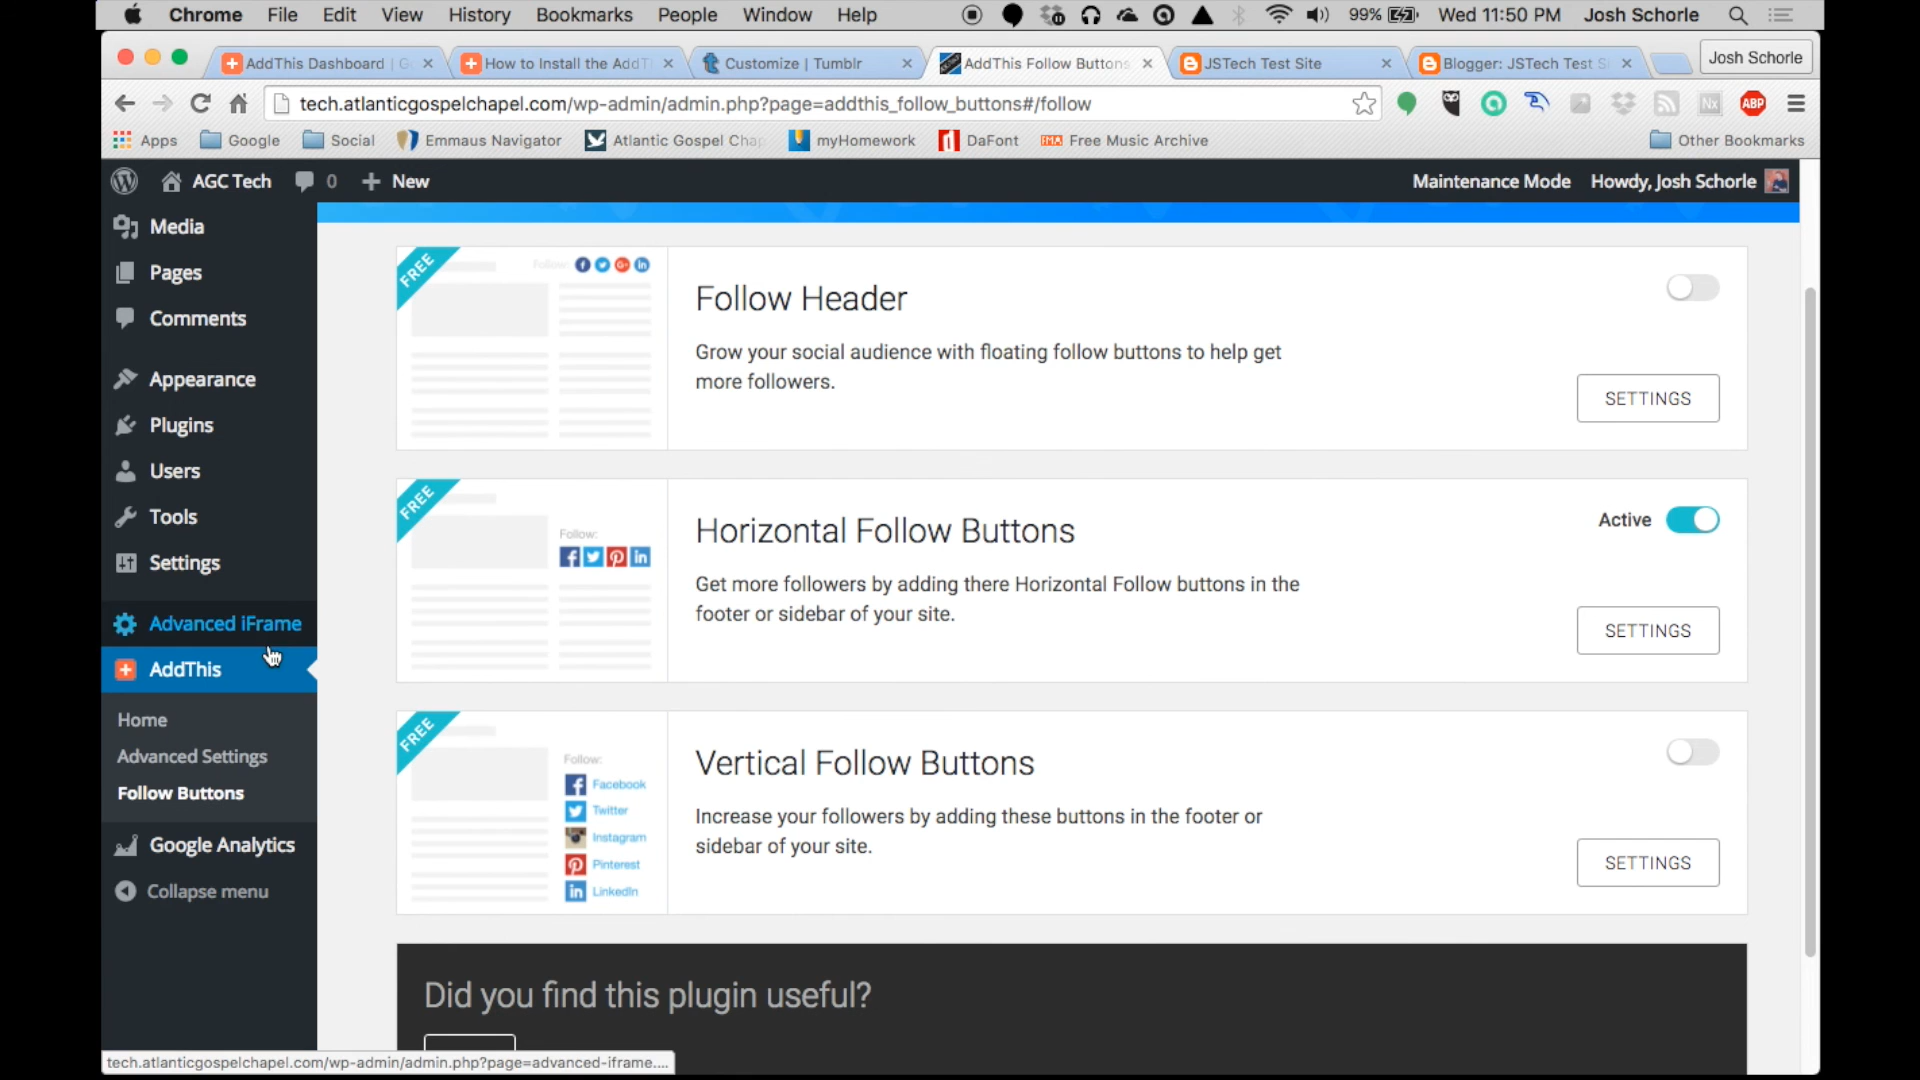 Chrome File Edit View History Bookmarks People Window Help 99% Wed 11:50 PM Josh Schorle
AddThis Dashboard | G × How to Install the AddT × Customize | Tumblr × AddThis Follow Buttons × JSTech Test Site × Blogger: JSTech Test S × Josh Schorle
tech.atlanticgospelchapel.com/wp-admin/admin.php?page=addthis_follow_buttons#/follow ABP
Apps Google Social Emmaus Navigator Atlantic Gospel Chap myHomework DaFont FMA Free Music Archive Other Bookmarks
AGC Tech 0 + New Maintenance Mode Howdy, Josh Schorle
Media
Pages
Comments
Appearance
Plugins
Users
Tools
Settings
Advanced iFrame
AddThis
Home
Advanced Settings
Follow Buttons
Google Analytics
Collapse menu
FREE
Follow:
Follow Header
Grow your social audience with floating follow buttons to help get
more followers.
SETTINGS
FREE
Follow:
Horizontal Follow Buttons
Active
Get more followers by adding there Horizontal Follow buttons in the
footer or sidebar of your site.
SETTINGS
FREE
Follow:
Facebook
Twitter
Instagram
Pinterest
LinkedIn
Vertical Follow Buttons
Increase your followers by adding these buttons in the footer or
sidebar of your site.
SETTINGS
Did you find this plugin useful?
tech.atlanticgospelchapel.com/wp-admin/admin.php?page=advanced-iframe....